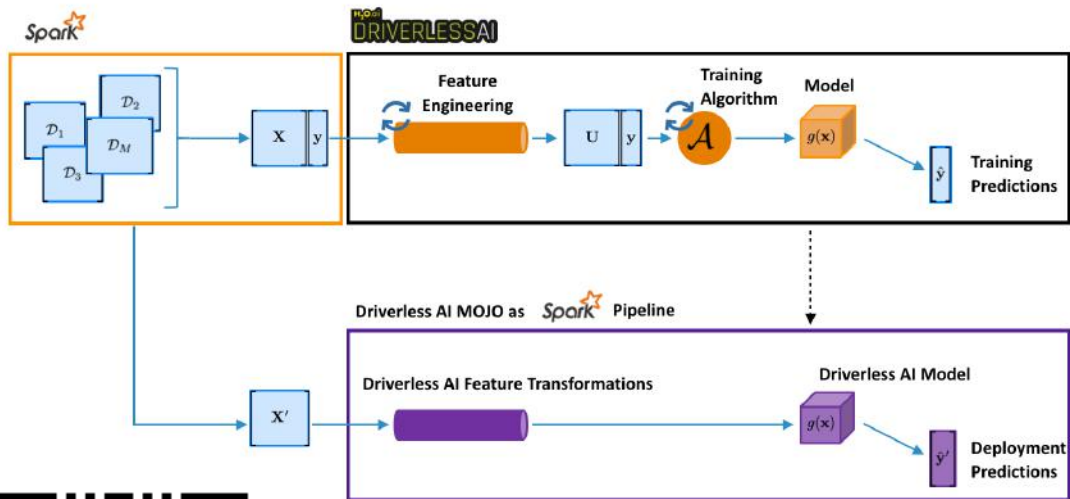 Spark
H2O.ai
DRIVERLESSAI
Feature
Engineering
Training
Algorithm
Model
D₁
D₂
D₃
D_M
X y
U y
A
g(x)
ŷ
Training
Predictions
Driverless AI MOJO as Spark Pipeline
Driverless AI Feature Transformations
Driverless AI Model
X′
g(x)
ŷ′
Deployment
Predictions